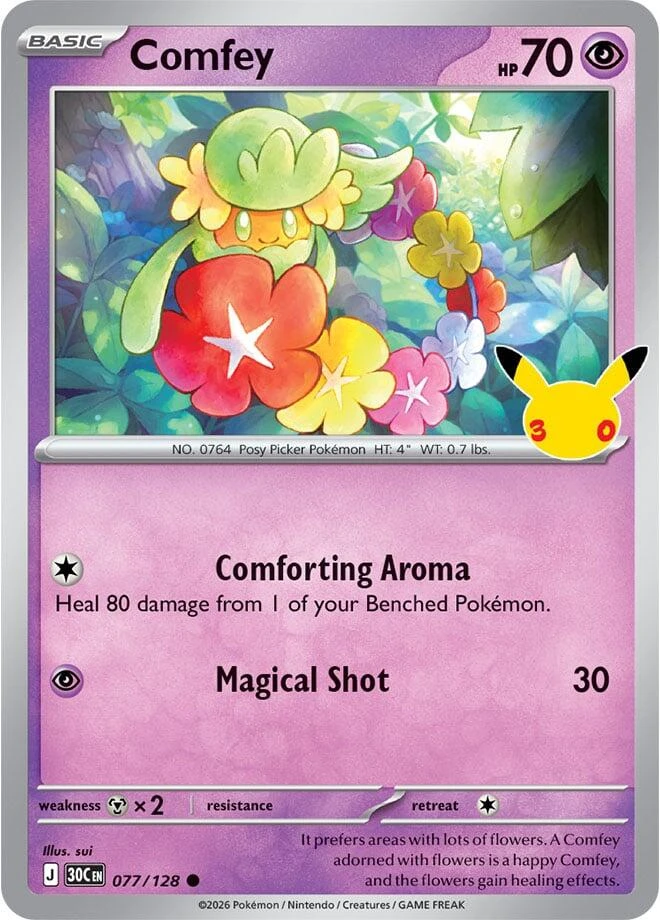 BASIC
Comfey
HP 70
NO. 0764 Posy Picker Pokémon HT: 4" WT: 0.7 lbs.
30
Comforting Aroma
Heal 80 damage from 1 of your Benched Pokémon.
Magical Shot 30
weakness ×2 resistance retreat
Illus. sui
It prefers areas with lots of flowers. A Comfey
adorned with flowers is a happy Comfey,
and the flowers gain healing effects.
J 30C EN 077/128
©2026 Pokémon / Nintendo / Creatures / GAME FREAK